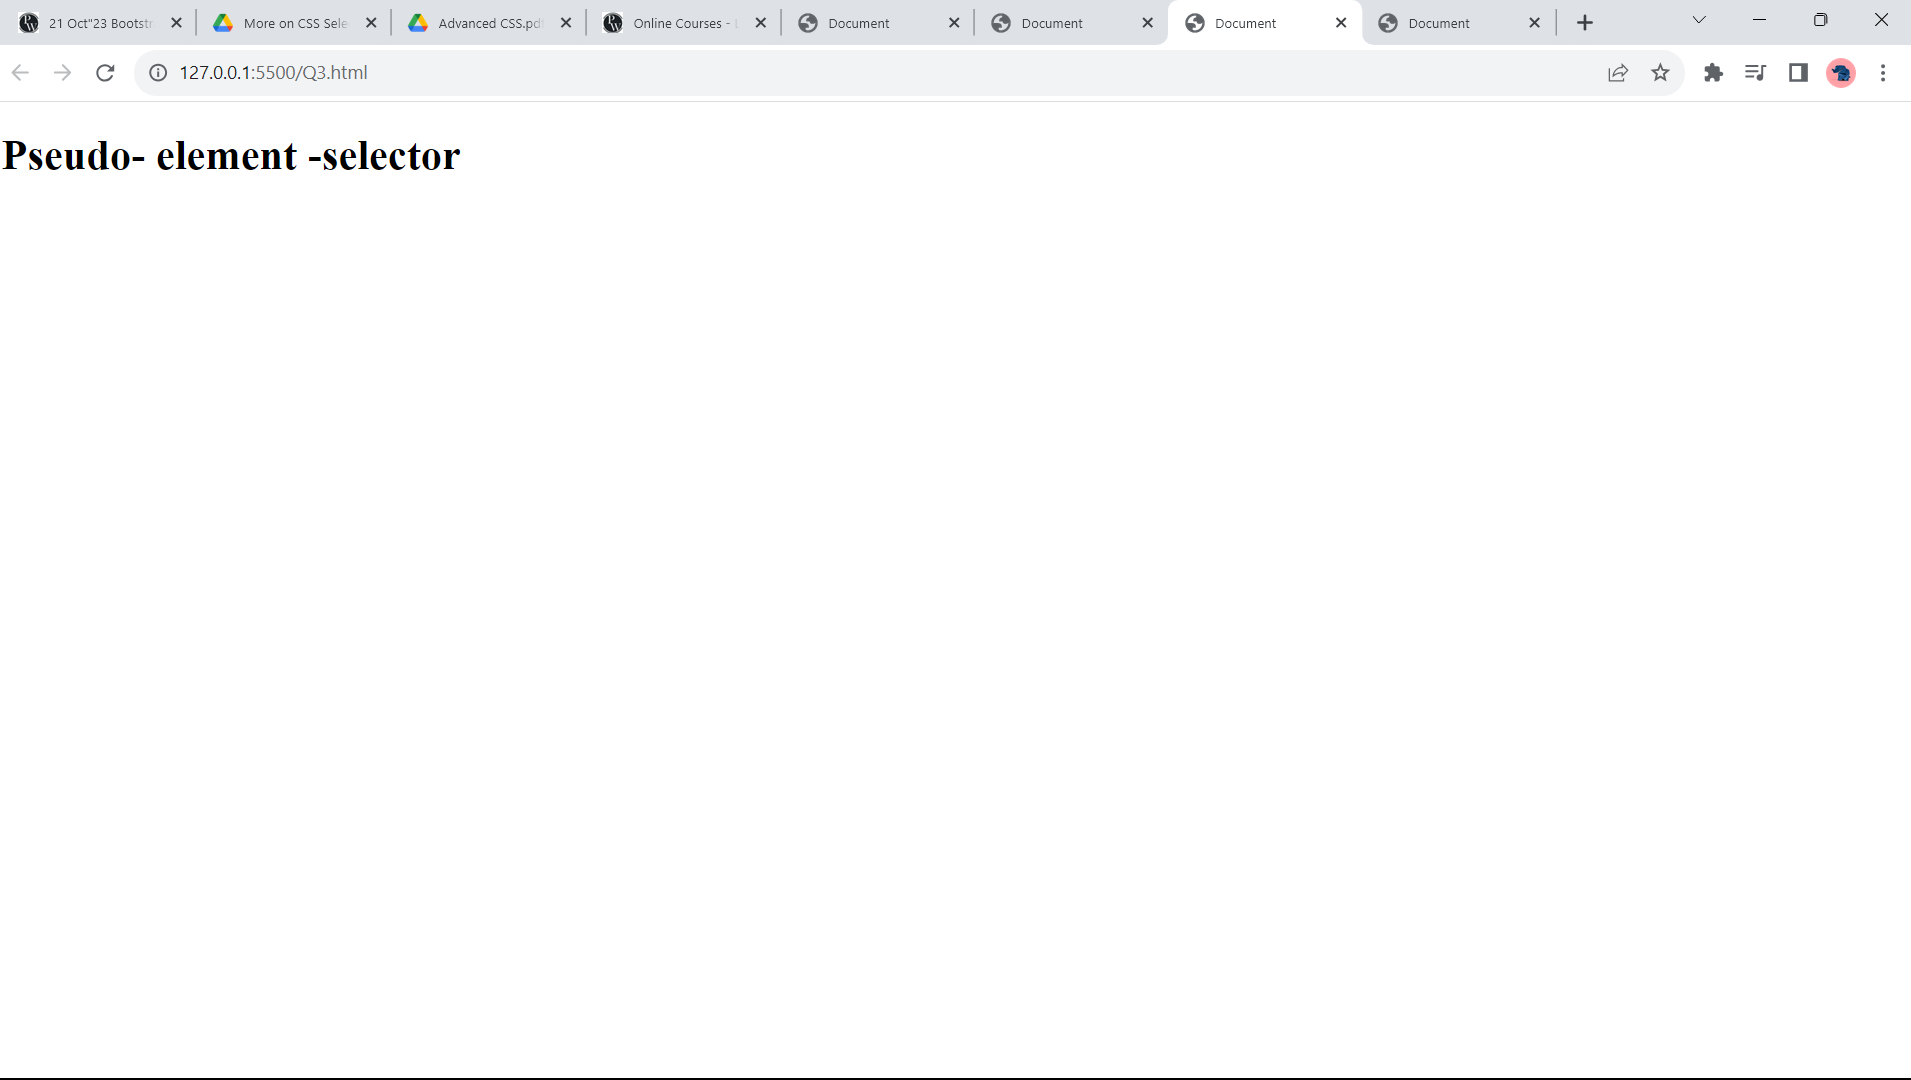 21 Oct"23 Bootstr
More on CSS Sele
Advanced CSS.pdf
Online Courses - L
Document
Document
Document
Document
127.0.0.1:5500/Q3.html
Pseudo- element -selector